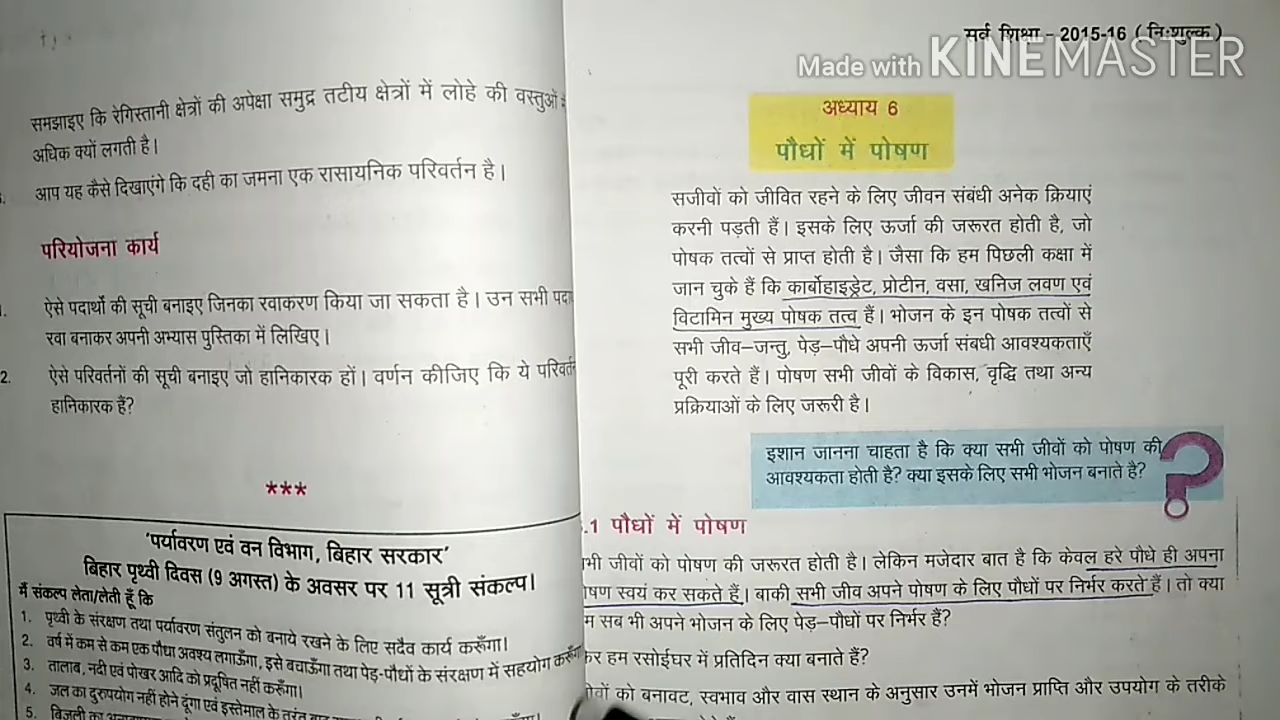 समझाइए कि रेगिस्तानी क्षेत्रों की अपेक्षा समुद्र तटीय क्षेत्रों में लोहे की वस्तुओं
अधिक क्यों लगती है।
आप यह कैसे दिखाएंगे कि दही का जमना एक रासायनिक परिवर्तन है।
परियोजना कार्य
ऐसे पदार्थो की सूची बनाइए जिनका रवाकरण किया जा सकता है। उन सभी
रवा बनाकर अपनी अभ्यास पुस्तिका में लिखिए।
2. ऐसे परिवर्तनों की सूची बनाइए जो हानिकारक हों। वर्णन कीजिए कि ये
हानिकारक हैं?
***
'पर्यावरण एवं वन विभाग, बिहार सरकार'
बिहार पृथ्वी दिवस (9 अगस्त) के अवसर पर 11 सूत्री संकल्प।
मैं संकल्प लेता/लेती हूँ कि
1. पृथ्वी के संरक्षण तथा पर्यावरण संतुलन को बनाये रखने के लिए सदैव कार्य करूँगा।
2. वर्ष में कम से कम एक पौधा अवश्य लगाऊँगा, इसे बचाऊँगा तथा पेड़-पौधों के संरक्षण में सहयोग करूँगा
3. तालाब, नदी एवं पोखर आदि को प्रदूषित नहीं करूँगा।
4. जल का दुरुपयोग नहीं होने दूंगा एवं इस्तेमाल के तुरंत बाद
5. बिजली का
सर्व शिक्षा – 2015-16 (निःशुल्क)
Made with KINEMASTER
अध्याय 6
पौधों में पोषण
सजीवों को जीवित रहने के लिए जीवन संबंधी अनेक क्रियाएं
करनी पड़ती हैं। इसके लिए ऊर्जा की जरूरत होती है, जो
पोषक तत्वों से प्राप्त होती है। जैसा कि हम पिछली कक्षा में
जान चुके हैं कि कार्बोहाइड्रेट, प्रोटीन, वसा, खनिज लवण एवं
विटामिन मुख्य पोषक तत्व हैं। भोजन के इन पोषक तत्वों से
सभी जीव–जन्तु, पेड़–पौधे अपनी ऊर्जा संबधी आवश्यकताएँ
पूरी करते हैं। पोषण सभी जीवों के विकास, वृद्धि तथा अन्य
प्रक्रियाओं के लिए जरूरी है।
इशान जानना चाहता है कि क्या सभी जीवों को पोषण की
आवश्यकता होती है? क्या इसके लिए सभी भोजन बनाते है?
?
.1 पौधों में पोषण
जीवों को पोषण की जरूरत होती है। लेकिन मजेदार बात है कि केवल हरे पौधे ही अपना
स्वयं कर सकते हैं। बाकी सभी जीव अपने पोषण के लिए पौधों पर निर्भर करते हैं। तो क्या
सब भी अपने भोजन के लिए पेड़–पौधों पर निर्भर हैं?
हम रसोईघर में प्रतिदिन क्या बनाते हैं?
को बनावट, स्वभाव और वास स्थान के अनुसार उनमें भोजन प्राप्ति और उपयोग के तरीके